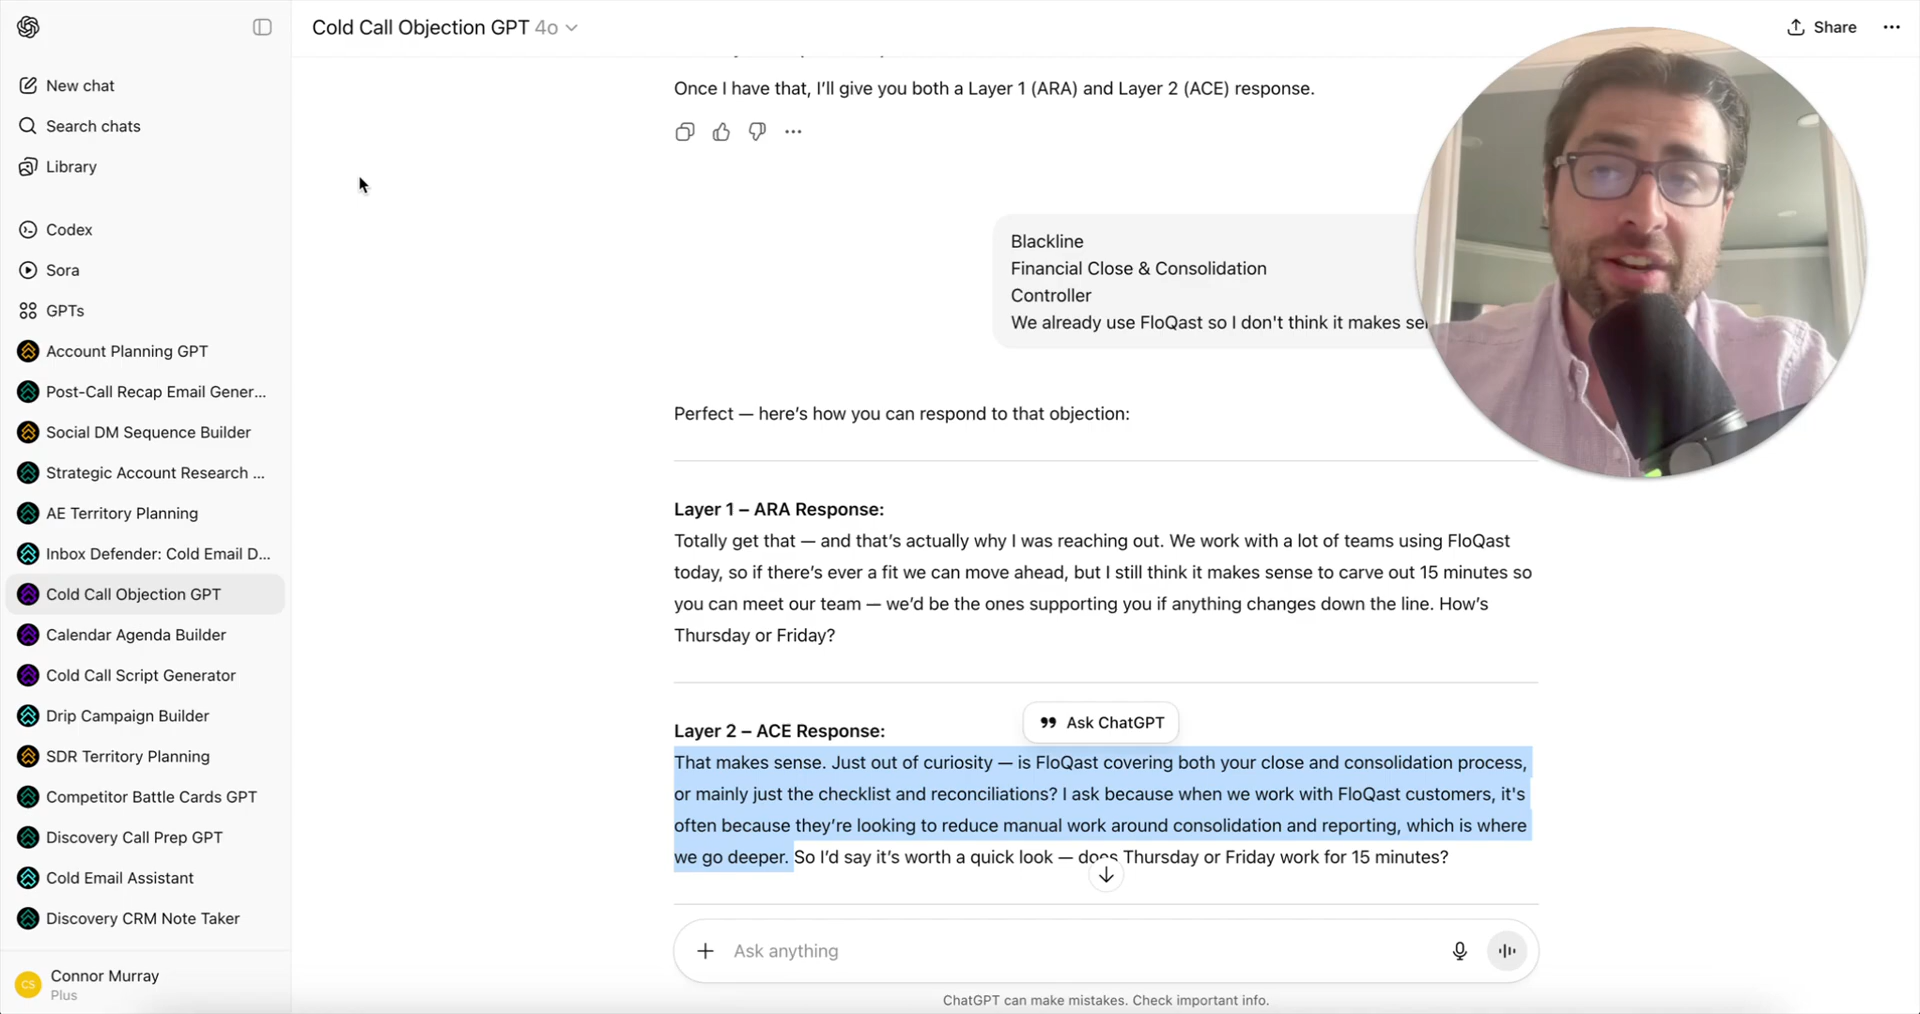 Cold Call Objection GPT 4o
Share
New chat
Search chats
Library
Codex
Sora
GPTs
Account Planning GPT
Post-Call Recap Email Gener...
Social DM Sequence Builder
Strategic Account Research ...
AE Territory Planning
Inbox Defender: Cold Email D...
Cold Call Objection GPT
Calendar Agenda Builder
Cold Call Script Generator
Drip Campaign Builder
SDR Territory Planning
Competitor Battle Cards GPT
Discovery Call Prep GPT
Cold Email Assistant
Discovery CRM Note Taker
CS
Connor Murray
Plus
Once I have that, I’ll give you both a Layer 1 (ARA) and Layer 2 (ACE) response.
Blackline
Financial Close & Consolidation
Controller
We already use FloQast so I don't think it makes
Perfect — here’s how you can respond to that objection:
Layer 1 – ARA Response:
Totally get that — and that’s actually why I was reaching out. We work with a lot of teams using FloQast
today, so if there’s ever a fit we can move ahead, but I still think it makes sense to carve out 15 minutes so
you can meet our team — we’d be the ones supporting you if anything changes down the line. How’s
Thursday or Friday?
Ask ChatGPT
Layer 2 – ACE Response:
That makes sense. Just out of curiosity — is FloQast covering both your close and consolidation process,
or mainly just the checklist and reconciliations? I ask because when we work with FloQast customers, it's
often because they’re looking to reduce manual work around consolidation and reporting, which is where
we go deeper. So I’d say it’s worth a quick look — does Thursday or Friday work for 15 minutes?
Ask anything
ChatGPT can make mistakes. Check important info.